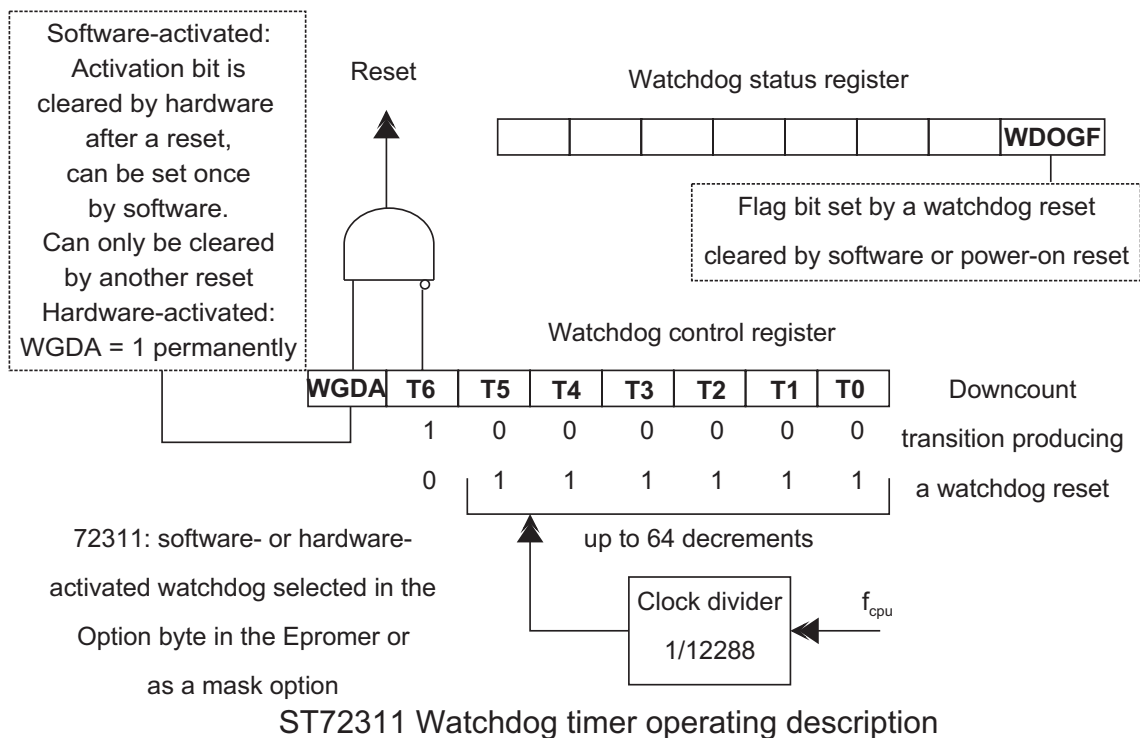 Software-activated:
Activation bit is
cleared by hardware
after a reset,
can be set once
by software.
Can only be cleared
by another reset
Hardware-activated:
WGDA = 1 permanently
Reset
Watchdog status register
WDOGF
Flag bit set by a watchdog reset
cleared by software or power-on reset
Watchdog control register
WGDA T6 T5 T4 T3 T2 T1 T0
1 0 0 0 0 0 0 0
0 1 1 1 1 1 1 1
Downcount
transition producing
a watchdog reset
up to 64 decrements
72311: software- or hardware-
activated watchdog selected in the
Option byte in the Epromer or
as a mask option
Clock divider
1/12288
fcpu
ST72311 Watchdog timer operating description